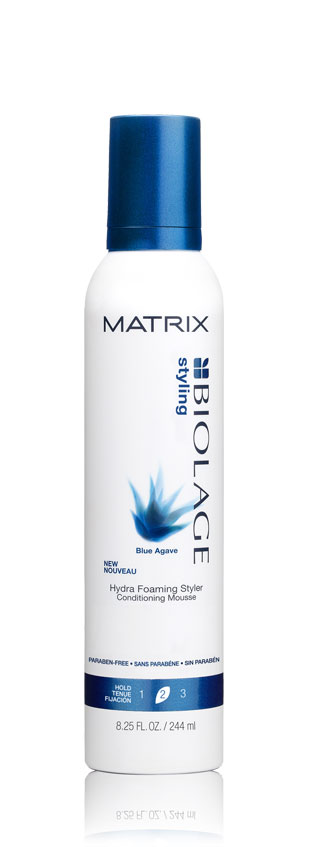 MATRIX
BIOLAGE
styling
Blue Agave
NEW
NOUVEAU
Hydra Foaming Styler
Conditioning Mousse
PARABEN-FREE • SANS PARABÈNE • SIN PARABÉN
HOLD
TENUE
FIJACIÓN
1 2 3
8.25 FL. OZ. / 244 ml